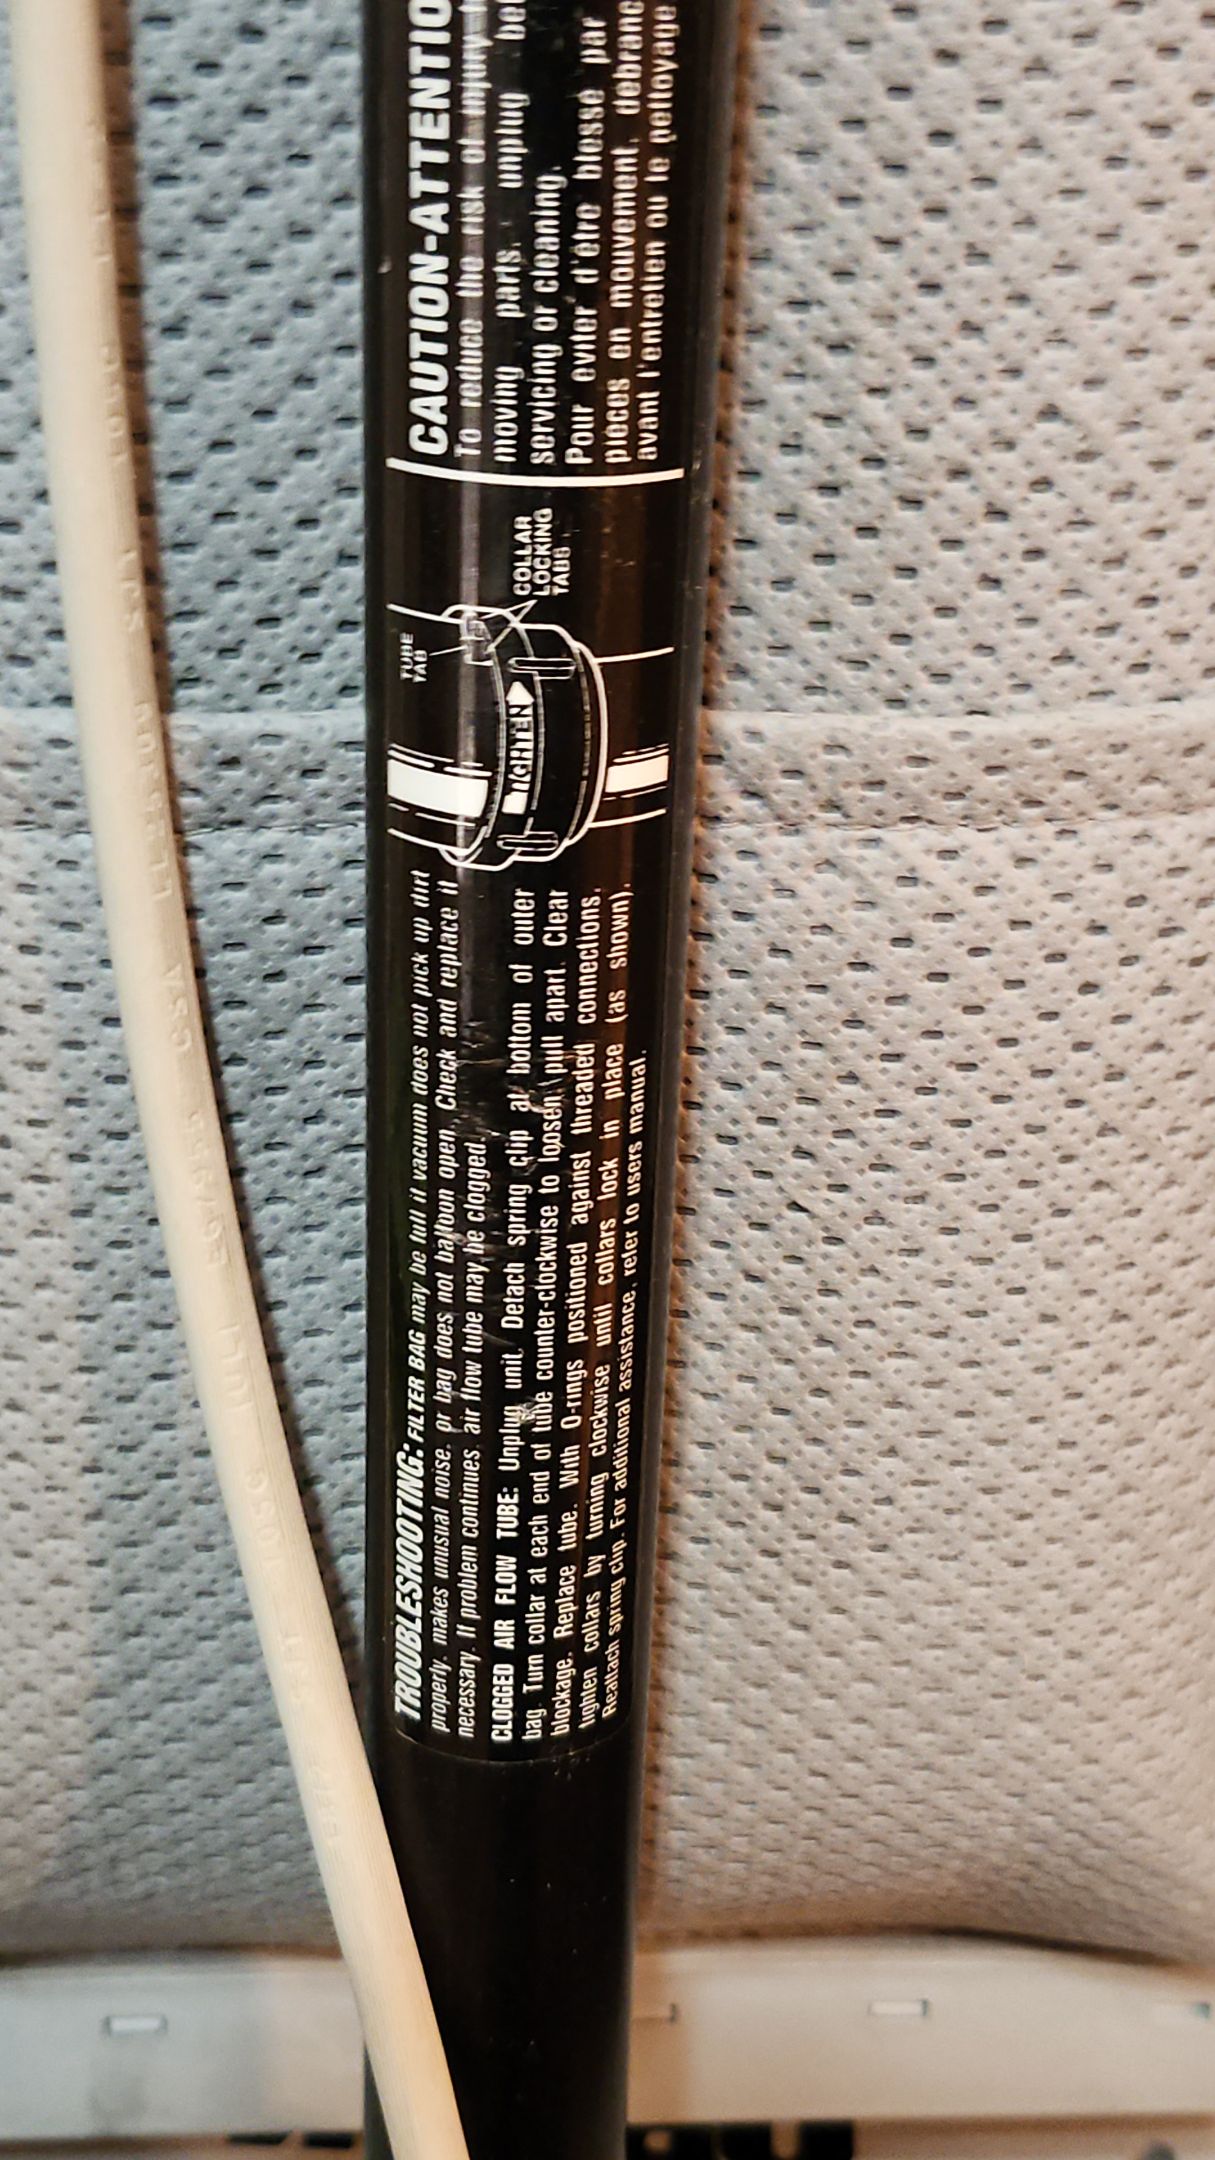 TROUBLESHOOTING: FILTER BAG may be full if vacuum does not pick up dirt
properly, makes unusual noise, or bag does not balloon open. Check and replace if
necessary. If problem continues, air flow tube may be clogged.
CLOGGED AIR FLOW TUBE: Unplug unit. Detach spring clip at bottom of outer
bag. Turn collar at each end of tube counter-clockwise to loosen, pull apart. Clear
blockage. Replace tube. With O-rings positioned against threaded connections.
tighten collars by turning clockwise until collars lock in place (as shown).
Reattach spring clip. For additional assistance, refer to users manual.
TUBE
TAB
TIGHTEN
COLLAR
LOCKING
TABS
CAUTION-ATTENTIO
To reduce the risk of injury
moving parts. unplug
servicing or cleaning.
Pour eviter d'être blessé par
pieces en mouvement, debranc
avant l'entretien ou le nettoyage